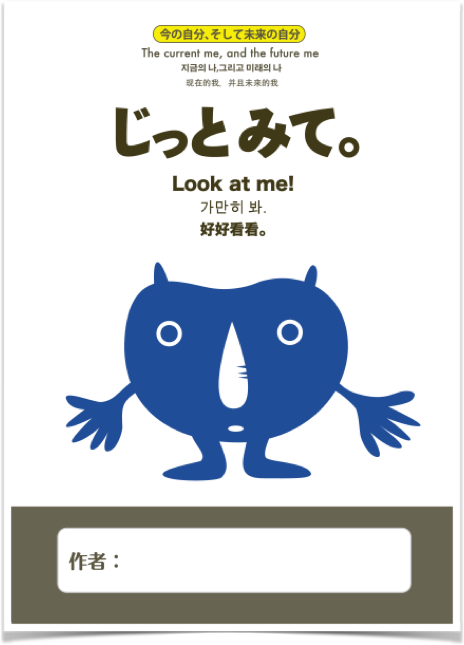 今の自分、そして未来の自分
The current me, and the future me
지금의 나,그리고 미래의 나
现在的我，并且未来的我
じっとみて。
Look at me!
가만히 봐.
好好看看。
作者：